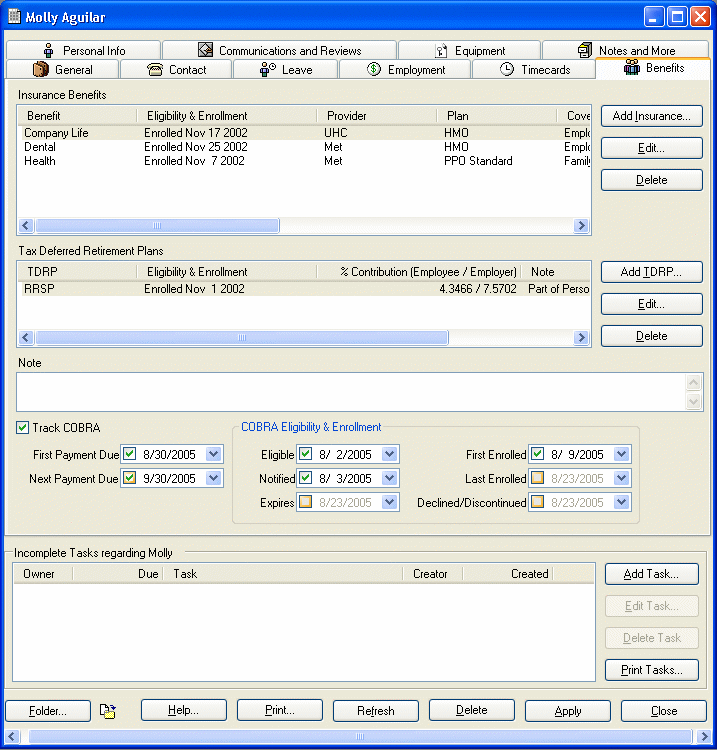 Molly Aguilar
Personal Info Communications and Reviews Equipment Notes and More
General Contact Leave Employment Timecards Benefits
Insurance Benefits
Benefit Eligibility & Enrollment Provider Plan Cove
Company Life Enrolled Nov 17 2002 UHC HMO Emplo
Dental Enrolled Nov 25 2002 Met HMO Emplo
Health Enrolled Nov 7 2002 Met PPO Standard Family
Add Insurance...
Edit...
Delete
Tax Deferred Retirement Plans
TDRP Eligibility & Enrollment % Contribution (Employee / Employer) Note
RRSP Enrolled Nov 1 2002 4.3466 / 7.5702 Part of Perso
Add TDRP...
Edit...
Delete
Note
Track COBRA
First Payment Due 8/30/2005
Next Payment Due 9/30/2005
COBRA Eligibility & Enrollment
Eligible 8/ 2/2005 First Enrolled 8/ 9/2005
Notified 8/ 3/2005 Last Enrolled 8/23/2005
Expires 8/23/2005 Declined/Discontinued 8/23/2005
Incomplete Tasks regarding Molly
Owner Due Task Creator Created
Add Task...
Edit Task...
Delete Task
Print Tasks...
Folder... Help... Print... Refresh Delete Apply Close